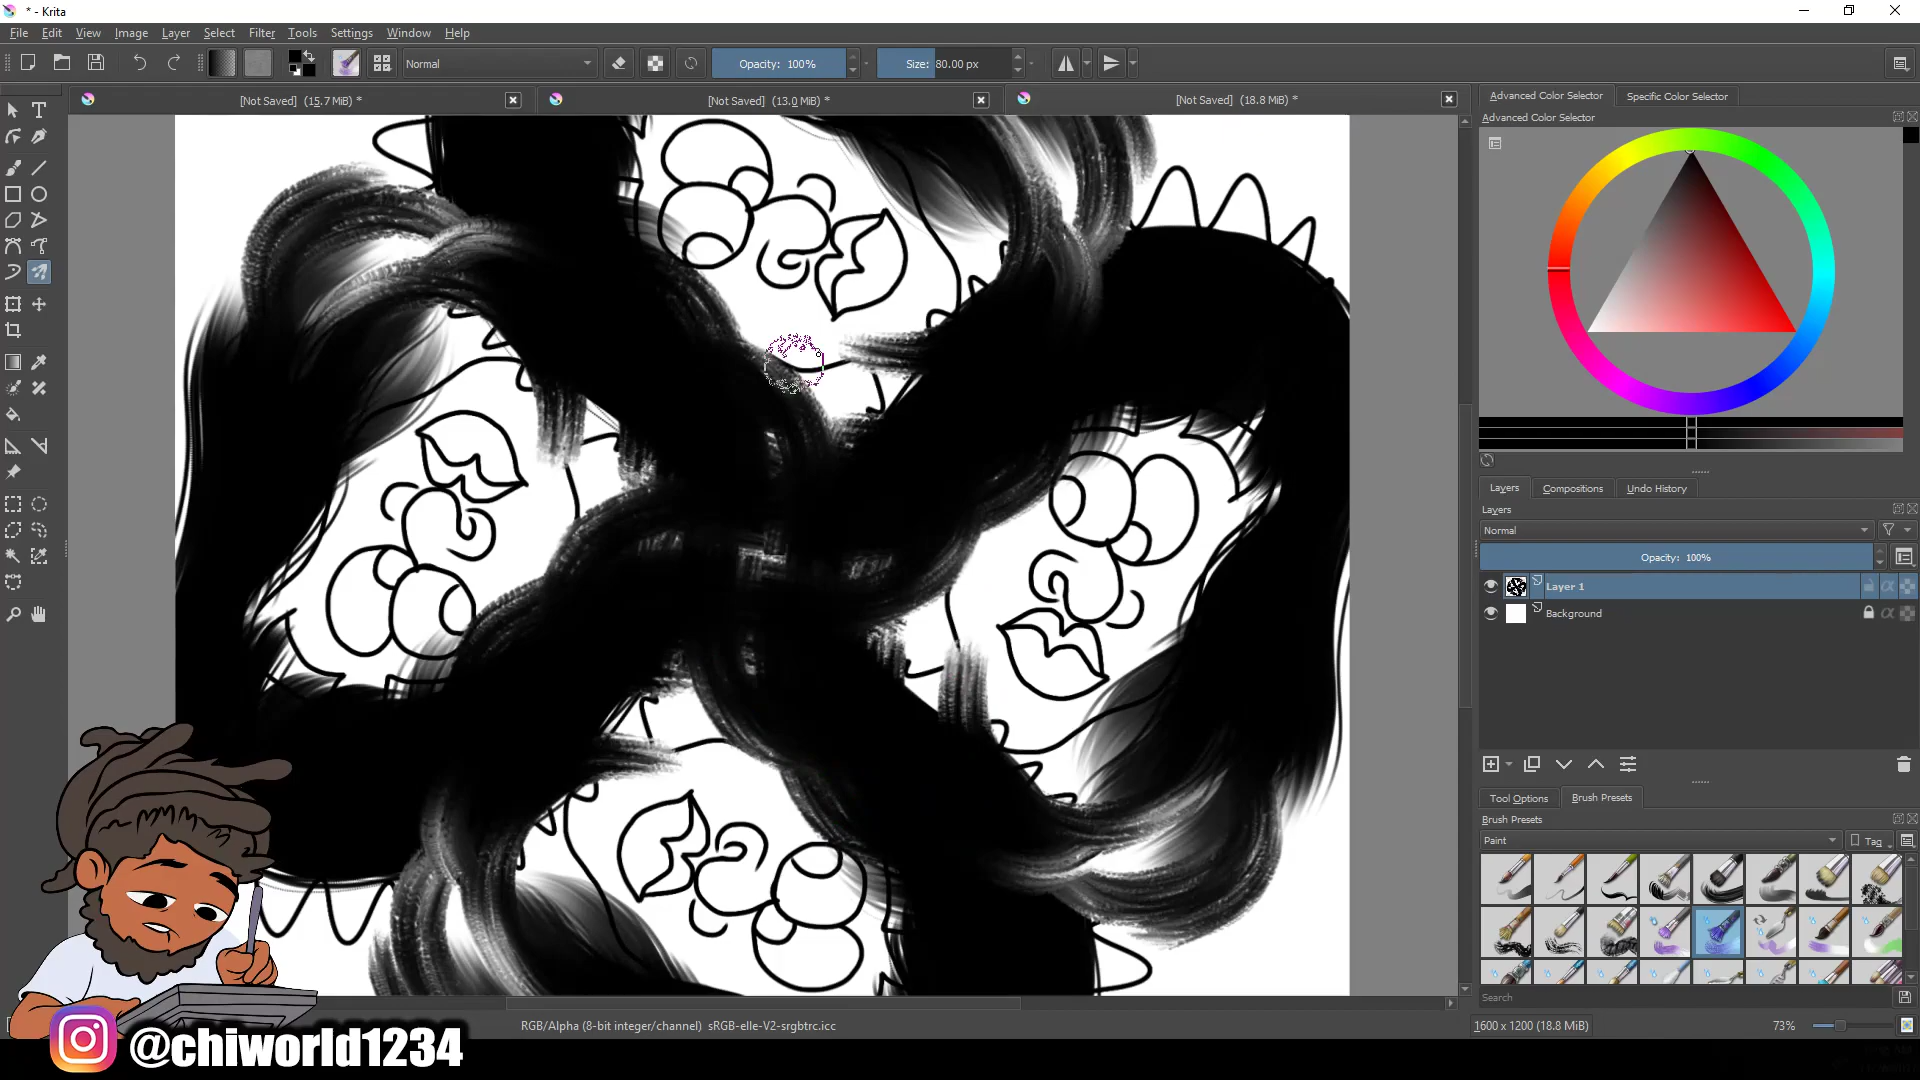 * - Krita
File Edit View Image Layer Select Filter Tools Settings Window Help
Normal Opacity: 100% Size: 80.00 px
[Not Saved] (15.7 MiB) * [Not Saved] (13.0 MiB) * [Not Saved] (18.8 MiB) *
Advanced Color Selector Specific Color Selector
Advanced Color Selector
Layers Compositions Undo History
Layers
Normal
Opacity: 100%
Layer 1
Background
Tool Options Brush Presets
Brush Presets
Paint Tag
Search
RGB/Alpha (8-bit integer/channel) sRGB-elle-V2-srgbtrc.icc 1600 x 1200 (18.8 MiB) 73%
@chiworld1234